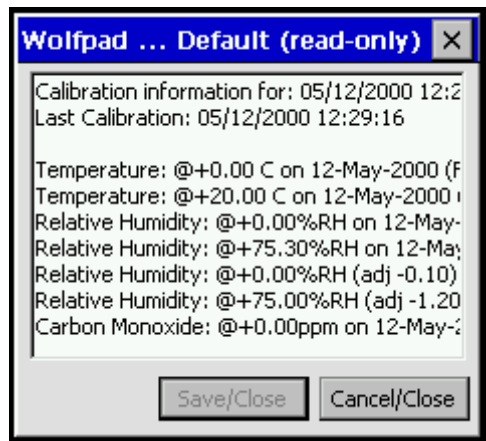 Wolfpad ... Default (read-only)
Calibration information for: 05/12/2000 12:2
Last Calibration: 05/12/2000 12:29:16
Temperature: @+0.00 C on 12-May-2000 (F
Temperature: @+20.00 C on 12-May-2000
Relative Humidity: @+0.00%RH on 12-May-
Relative Humidity: @+75.30%RH on 12-May
Relative Humidity: @+0.00%RH (adj -0.10)
Relative Humidity: @+75.00%RH (adj -1.20
Carbon Monoxide: @+0.00ppm on 12-May-2
Save/Close Cancel/Close